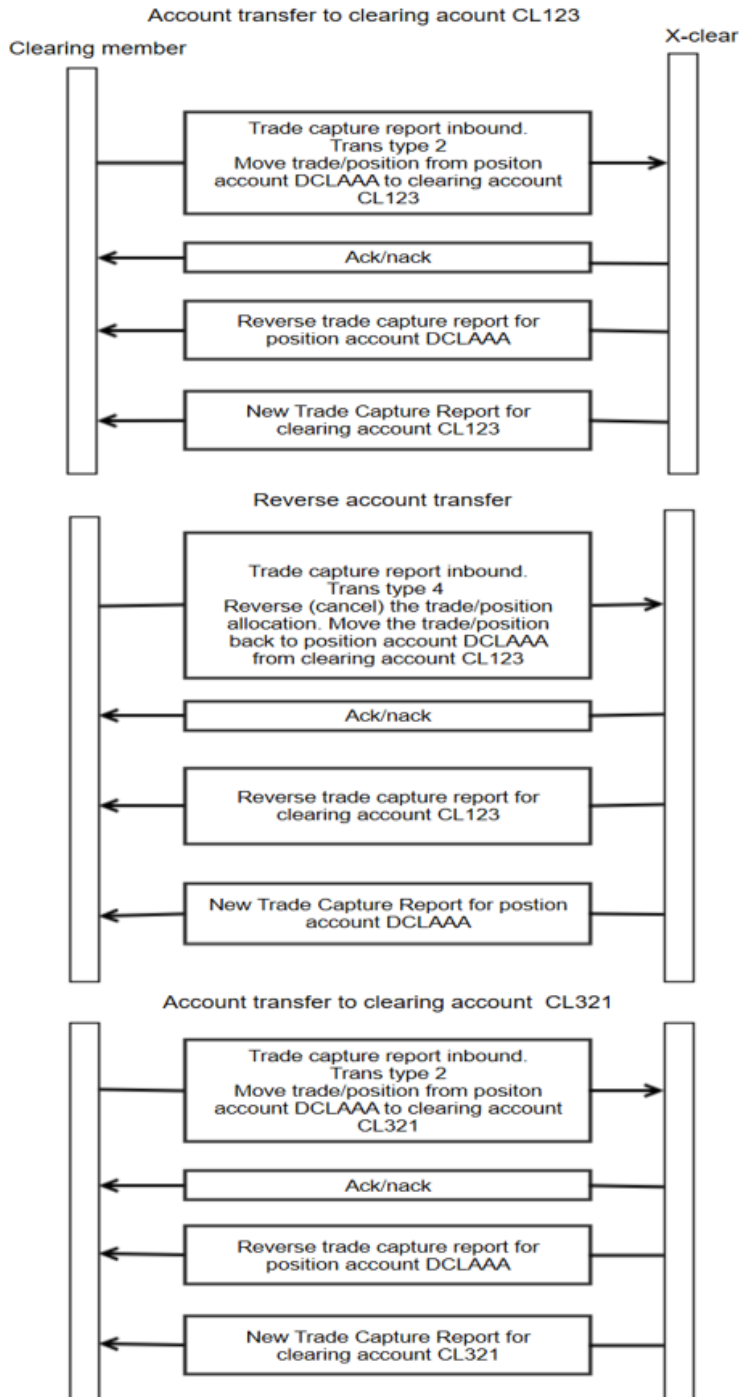 Account transfer to clearing acount CL123
Clearing member
X-clear
Trade capture report inbound.
Trans type 2
Move trade/position from positon
account DCLAAA to clearing account
CL123
Ack/nack
Reverse trade capture report for
position account DCLAAA
New Trade Capture Report for
clearing account CL123
Reverse account transfer
Trade capture report inbound.
Trans type 4
Reverse (cancel) the trade/position
allocation. Move the trade/position
back to position account DCLAAA
from clearing account CL123
Ack/nack
Reverse trade capture report for
clearing account CL123
New Trade Capture Report for postion
account DCLAAA
Account transfer to clearing account CL321
Trade capture report inbound.
Trans type 2
Move trade/position from positon
account DCLAAA to clearing account
CL321
Ack/nack
Reverse trade capture report for
position account DCLAAA
New Trade Capture Report for
clearing account CL321